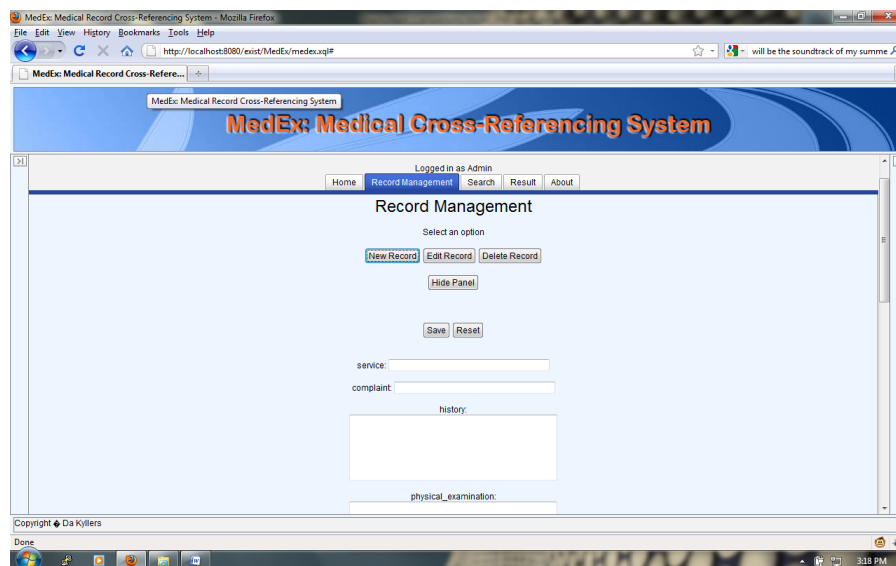 MedEx: Medical Record Cross-Referencing System - Mozilla Firefox
File Edit View History Bookmarks Tools Help
http://localhost:8080/exist/MedEx/medex.xql#
will be the soundtrack of my summe
MedEx: Medical Record Cross-Refere...
MedEx: Medical Record Cross-Referencing System
MedEx: Medical Cross-Referencing System
Logged in as Admin
Home Record Management Search Result About
Record Management
Select an option
New Record Edit Record Delete Record
Hide Panel
Save Reset
service:
complaint:
history:
physical_examination:
Copyright � Da Kyllers
Done
3:18 PM